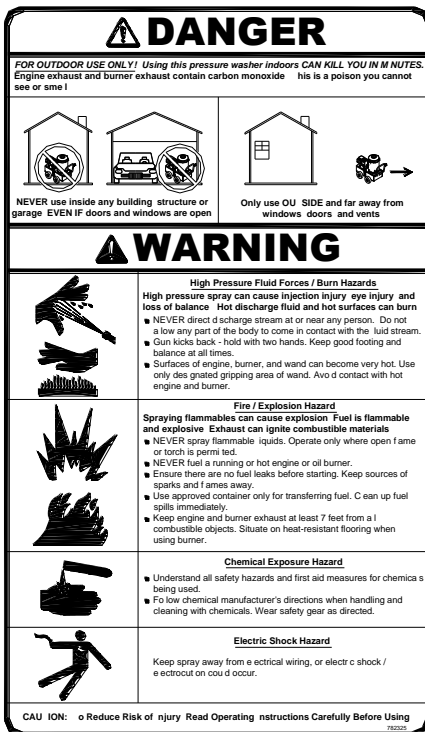 DANGER
FOR OUTDOOR USE ONLY! Using this pressure washer indoors CAN KILL YOU IN M NUTES.
Engine exhaust and burner exhaust contain carbon monoxide his is a poison you cannot
see or sme l
NEVER use inside any building structure or
garage EVEN IF doors and windows are open
Only use OU SIDE and far away from
windows doors and vents
WARNING
High Pressure Fluid Forces / Burn Hazards
High pressure spray can cause injection injury eye injury and
loss of balance Hot discharge fluid and hot surfaces can burn
NEVER direct d scharge stream at or near any person. Do not
a low any part of the body to come in contact with the luid stream.
Gun kicks back - hold with two hands. Keep good footing and
balance at all times.
Surfaces of engine, burner, and wand can become very hot. Use
only des gnated gripping area of wand. Avo d contact with hot
engine and burner.
Fire / Explosion Hazard
Spraying flammables can cause explosion Fuel is flammable
and explosive Exhaust can ignite combustible materials
NEVER spray flammable iquids. Operate only where open f ame
or torch is permi ted.
NEVER fuel a running or hot engine or oil burner.
Ensure there are no fuel leaks before starting. Keep sources of
sparks and f ames away.
Use approved container only for transferring fuel. C ean up fuel
spills immediately.
Keep engine and burner exhaust at least 7 feet from a l
combustible objects. Situate on heat-resistant flooring when
using burner.
Chemical Exposure Hazard
Understand all safety hazards and first aid measures for chemica s
being used.
Fo low chemical manufacturer's directions when handling and
cleaning with chemicals. Wear safety gear as directed.
Electric Shock Hazard
Keep spray away from e ectrical wiring, or electr c shock /
e ectrocut on cou d occur.
CAU ION: o Reduce Risk of njury Read Operating nstructions Carefully Before Using
782325